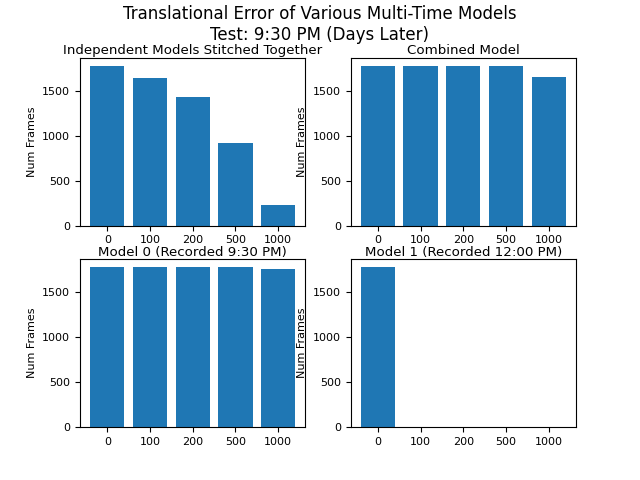 Translational Error of Various Multi-Time Models
Test: 9:30 PM (Days Later)
Independent Models Stitched Together
Num Frames
1500
1000
500
0
0 100 200 500 1000
Combined Model
Num Frames
1500
1000
500
0
0 100 200 500 1000
Model 0 (Recorded 9:30 PM)
Num Frames
1500
1000
500
0
0 100 200 500 1000
Model 1 (Recorded 12:00 PM)
Num Frames
1500
1000
500
0
0 100 200 500 1000